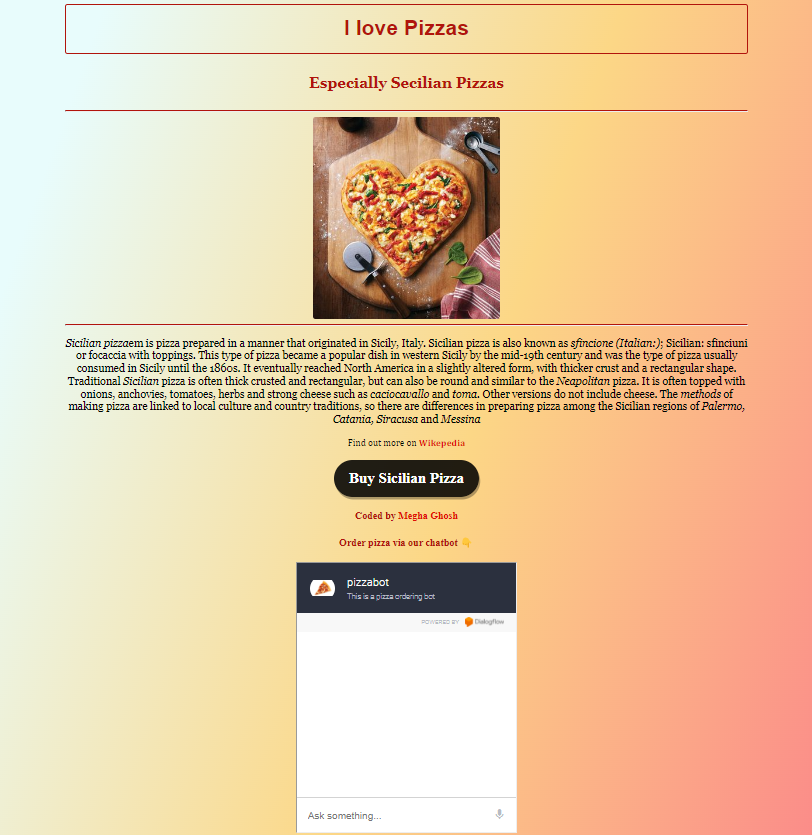 I love Pizzas
Especially Secilian Pizzas
Sicilian pizzaem is pizza prepared in a manner that originated in Sicily, Italy. Sicilian pizza is also known as sfincione (Italian:); Sicilian: sfinciuni
or focaccia with toppings. This type of pizza became a popular dish in western Sicily by the mid-19th century and was the type of pizza usually
consumed in Sicily until the 1860s. It eventually reached North America in a slightly altered form, with thicker crust and a rectangular shape.
Traditional Sicilian pizza is often thick crusted and rectangular, but can also be round and similar to the Neapolitan pizza. It is often topped with
onions, anchovies, tomatoes, herbs and strong cheese such as caciocavallo and toma. Other versions do not include cheese. The methods of
making pizza are linked to local culture and country traditions, so there are differences in preparing pizza among the Sicilian regions of Palermo,
Catania, Siracusa and Messina
Find out more on Wikepedia
Buy Sicilian Pizza
Coded by Megha Ghosh
Order pizza via our chatbot 👇
pizzabot
This is a pizza ordering bot
POWERED BY Dialogflow
Ask something...